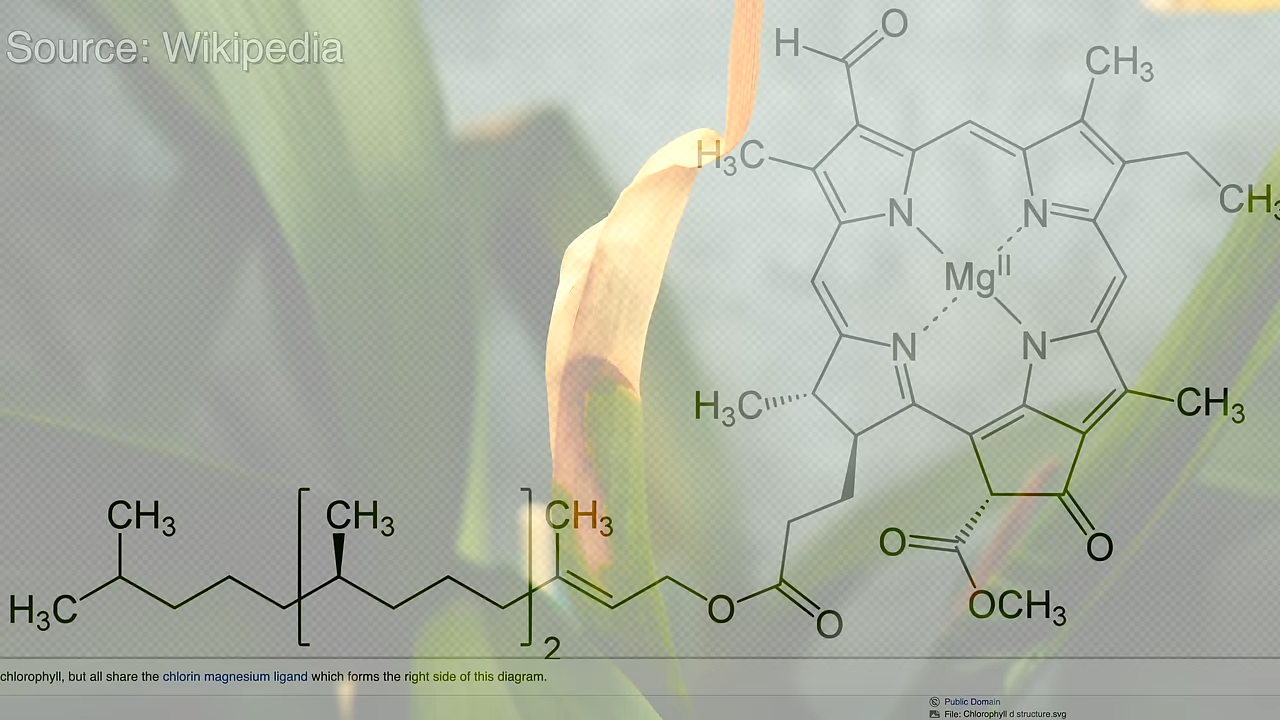 Source: Wikipedia
H
O
CH₃
H₃C
CH₃
N
N
Mgᴵᴵ
N
N
H₃C
CH₃
CH₃
CH₃
CH₃
O
O
H₃C
O
O
OCH₃
2
chlorophyll, but all share the chlorin magnesium ligand which forms the right side of this diagram.
Public Domain
File: Chlorophyll d structure.svg